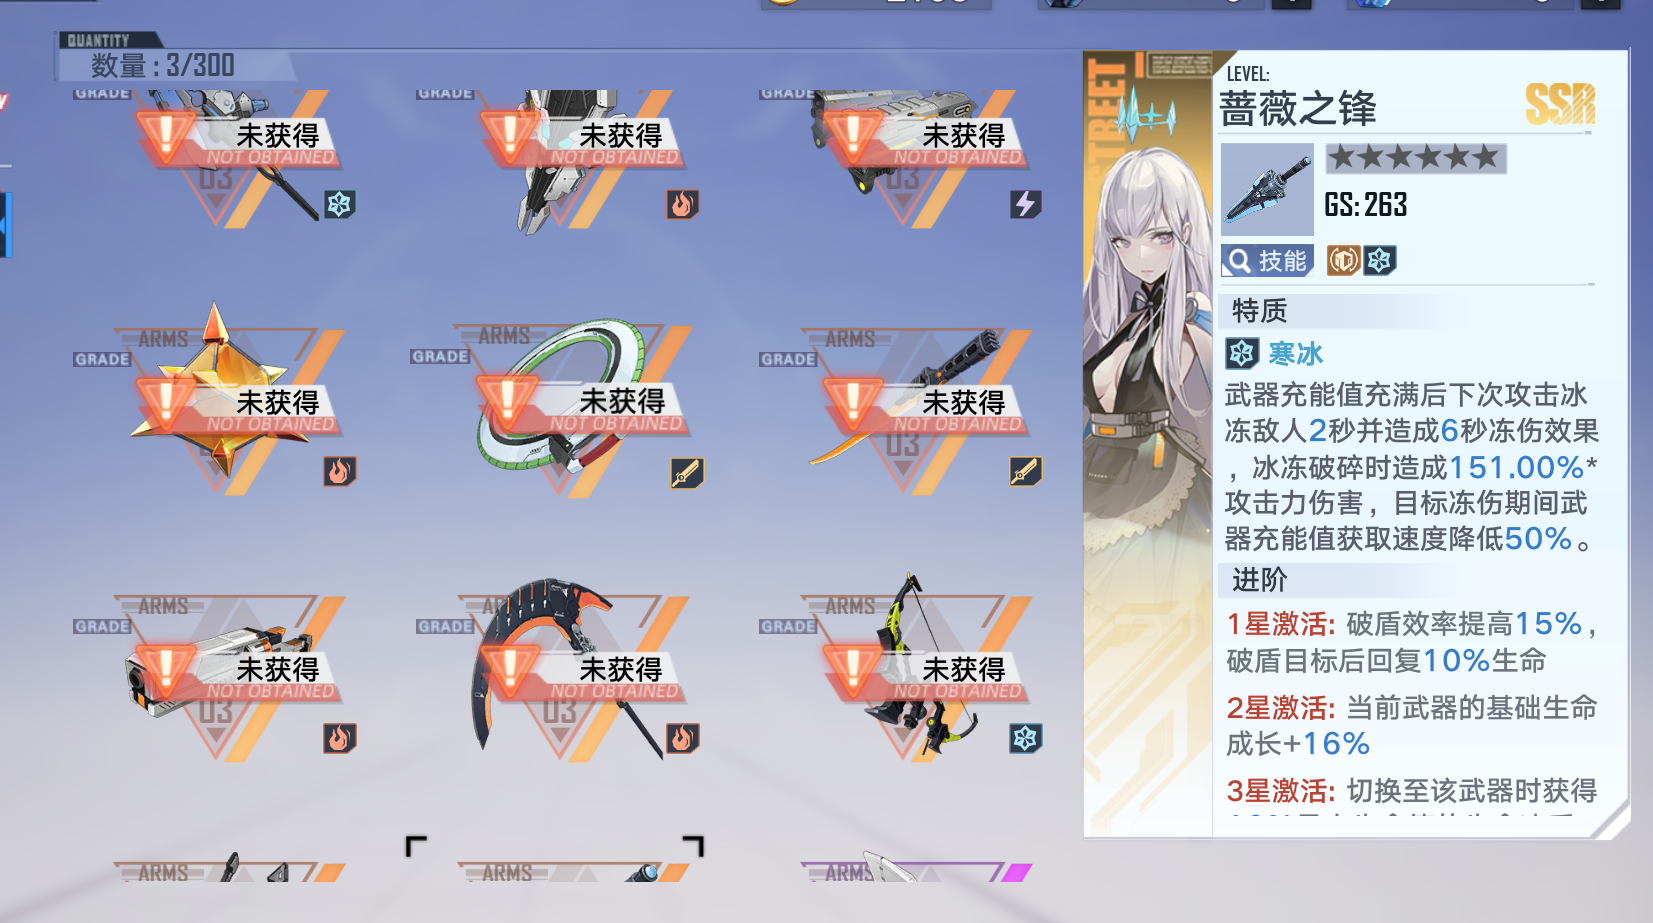 QUANTITY
数量：3/300
GRADE
GRADE
GRADE
未获得
未获得
未获得
NOT OBTAINED
NOT OBTAINED
NOT OBTAINED
03
03
ARMS
ARMS
ARMS
GRADE
GRADE
GRADE
未获得
未获得
未获得
NOT OBTAINED
NOT OBTAINED
NOT OBTAINED
03
ARMS
ARMS
GRADE
GRADE
GRADE
未获得
未获得
未获得
NOT OBTAINED
NOT OBTAINED
NOT OBTAINED
03
03
ARMS
ARMS
ARMS
STREET
LEVEL:
蔷薇之锋
SSR
GS: 263
技能
特质
寒冰
武器充能值充满后下次攻击冰
冻敌人2秒并造成6秒冻伤效果
，冰冻破碎时造成151.00%*
攻击力伤害，目标冻伤期间武
器充能值获取速度降低50%。
进阶
1星激活: 破盾效率提高15%，
破盾目标后回复10%生命
2星激活: 当前武器的基础生命
成长+16%
3星激活: 切换至该武器时获得